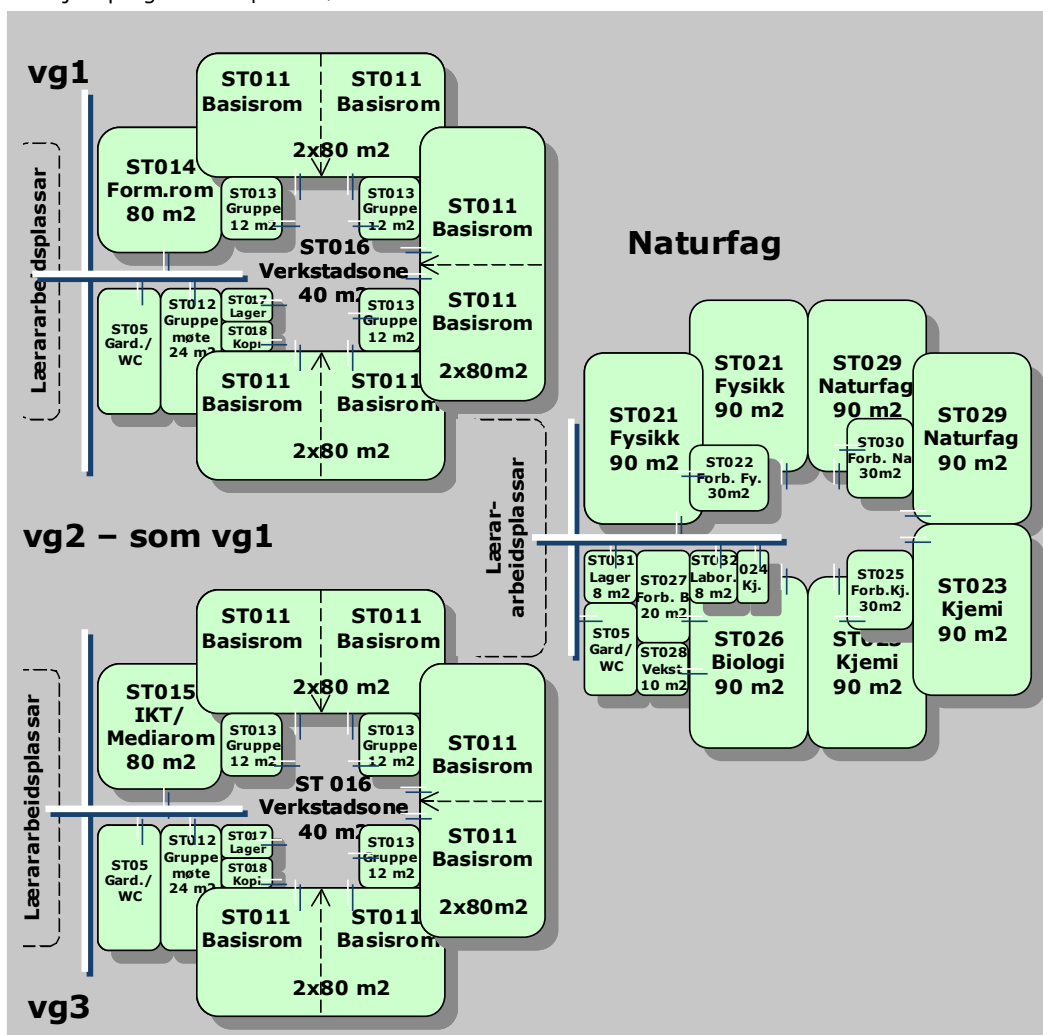 vg1
ST011
Basisrom
ST011
Basisrom
2x80 m2
ST014
Form.rom
80 m2
ST013
Gruppe
12 m2
ST013
Gruppe
12 m2
ST011
Basisrom
ST016
Verkstadsone
40 m2
ST011
Basisrom
2x80m2
Lærararbeidsplassar
ST05
Gard./
WC
ST012
Gruppe
møte
24 m2
ST017
Lager
ST018
Kopi
ST013
Gruppe
12 m2
ST011
Basisrom
ST011
Basisrom
2x80 m2
vg2 – som vg1
ST011
Basisrom
ST011
Basisrom
2x80 m2
ST015
IKT/
Mediarom
80 m2
ST013
Gruppe
12 m2
ST013
Gruppe
12 m2
ST011
Basisrom
ST 016
Verkstadsone
40 m2
ST011
Basisrom
2x80m2
Lærararbeidsplassar
ST05
Gard./
WC
ST012
Gruppe
møte
24 m2
ST017
Lager
ST018
Kopi
ST013
Gruppe
12 m2
ST011
Basisrom
ST011
Basisrom
2x80 m2
vg3
Naturfag
ST021
Fysikk
90 m2
ST021
Fysikk
90 m2
ST029
Naturfag
90 m2
ST029
Naturfag
90 m2
ST022
Forb. Fy.
30m2
ST030
Forb. Na
30m2
Lærar-
arbeidsplassar
ST031
Lager
8 m2
ST027
Forb. B
20 m2
ST032
Labor.
8 m2
024
Kj.
ST025
Forb.Kj.
30m2
ST023
Kjemi
90 m2
ST05
Gard/
WC
ST028
Vekst
10 m2
ST026
Biologi
90 m2
Kjemi
90 m2